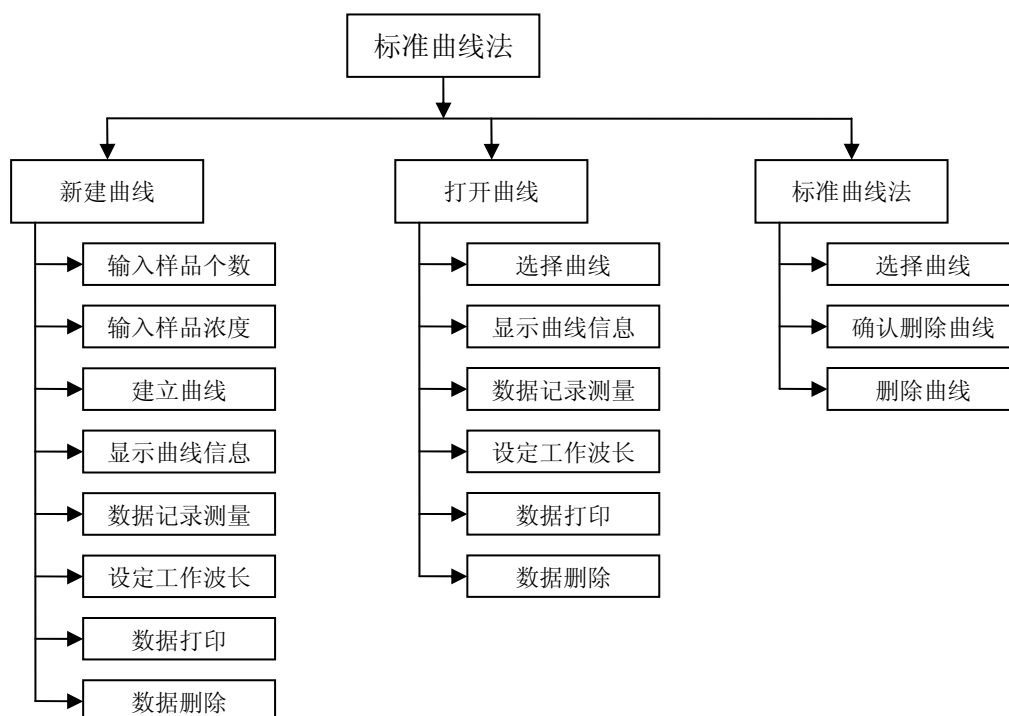 标准曲线法
新建曲线
输入样品个数
输入样品浓度
建立曲线
显示曲线信息
数据记录测量
设定工作波长
数据打印
数据删除
打开曲线
选择曲线
显示曲线信息
数据记录测量
设定工作波长
数据打印
数据删除
标准曲线法
选择曲线
确认删除曲线
删除曲线